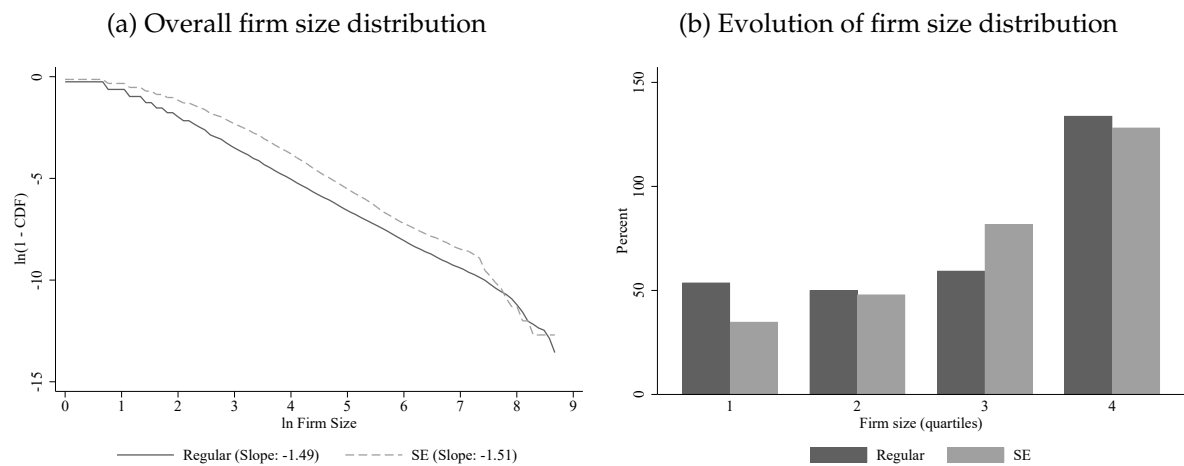 (a) Overall firm size distribution
0
-5
-10
-15
ln(1 - CDF)
0 1 2 3 4 5 6 7 8 9
ln Firm Size
Regular (Slope: -1.49) SE (Slope: -1.51)
(b) Evolution of firm size distribution
150
100
50
0
Percent
1 2 3 4
Firm size (quartiles)
Regular SE